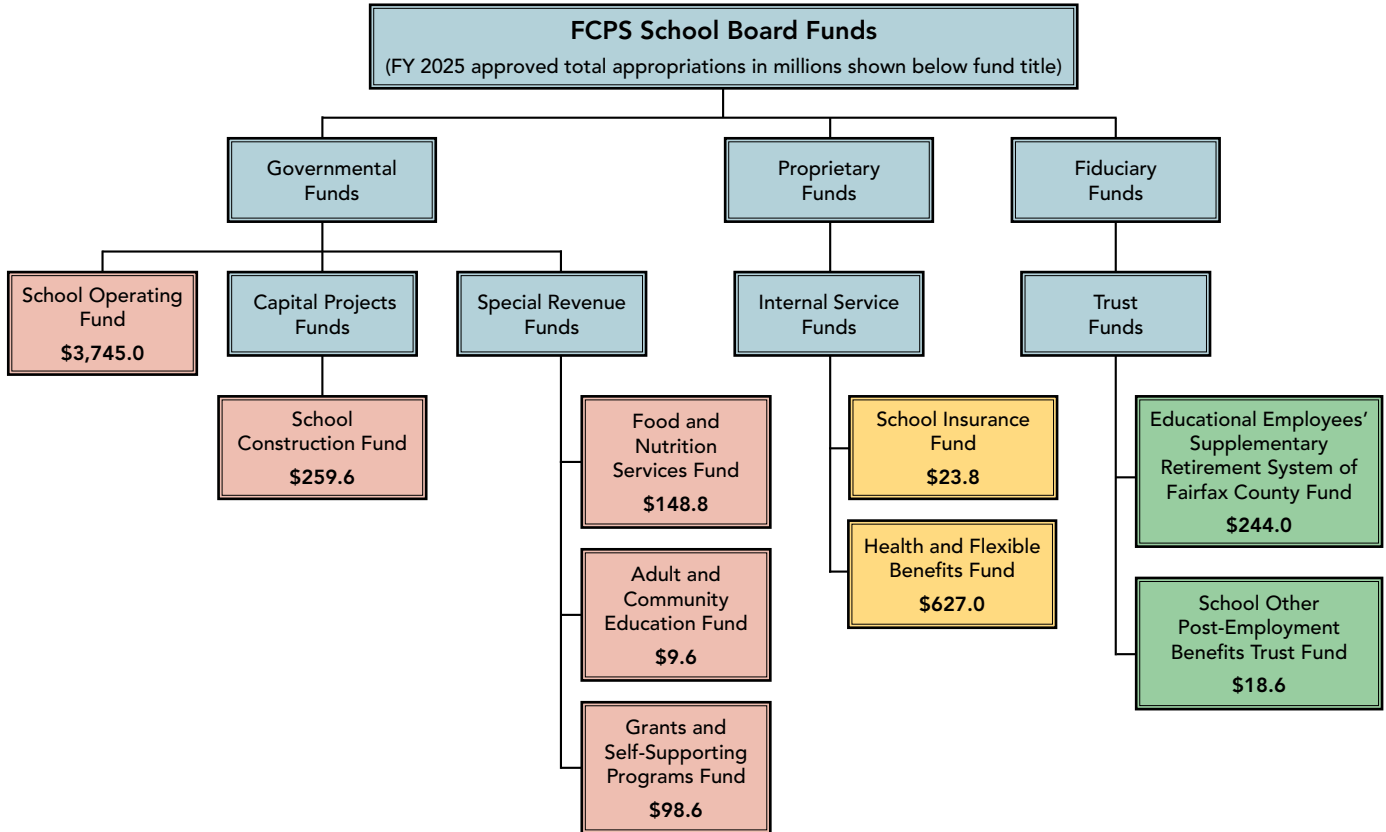 FCPS School Board Funds
(FY 2025 approved total appropriations in millions shown below fund title)
Governmental
Funds
Proprietary
Funds
Fiduciary
Funds
School Operating
Fund
$3,745.0
Capital Projects
Funds
Special Revenue
Funds
Internal Service
Funds
Trust
Funds
School
Construction Fund
$259.6
Food and
Nutrition
Services Fund
$148.8
Adult and
Community
Education Fund
$9.6
Grants and
Self-Supporting
Programs Fund
$98.6
School Insurance
Fund
$23.8
Health and Flexible
Benefits Fund
$627.0
Educational Employees’
Supplementary
Retirement System of
Fairfax County Fund
$244.0
School Other
Post-Employment
Benefits Trust Fund
$18.6